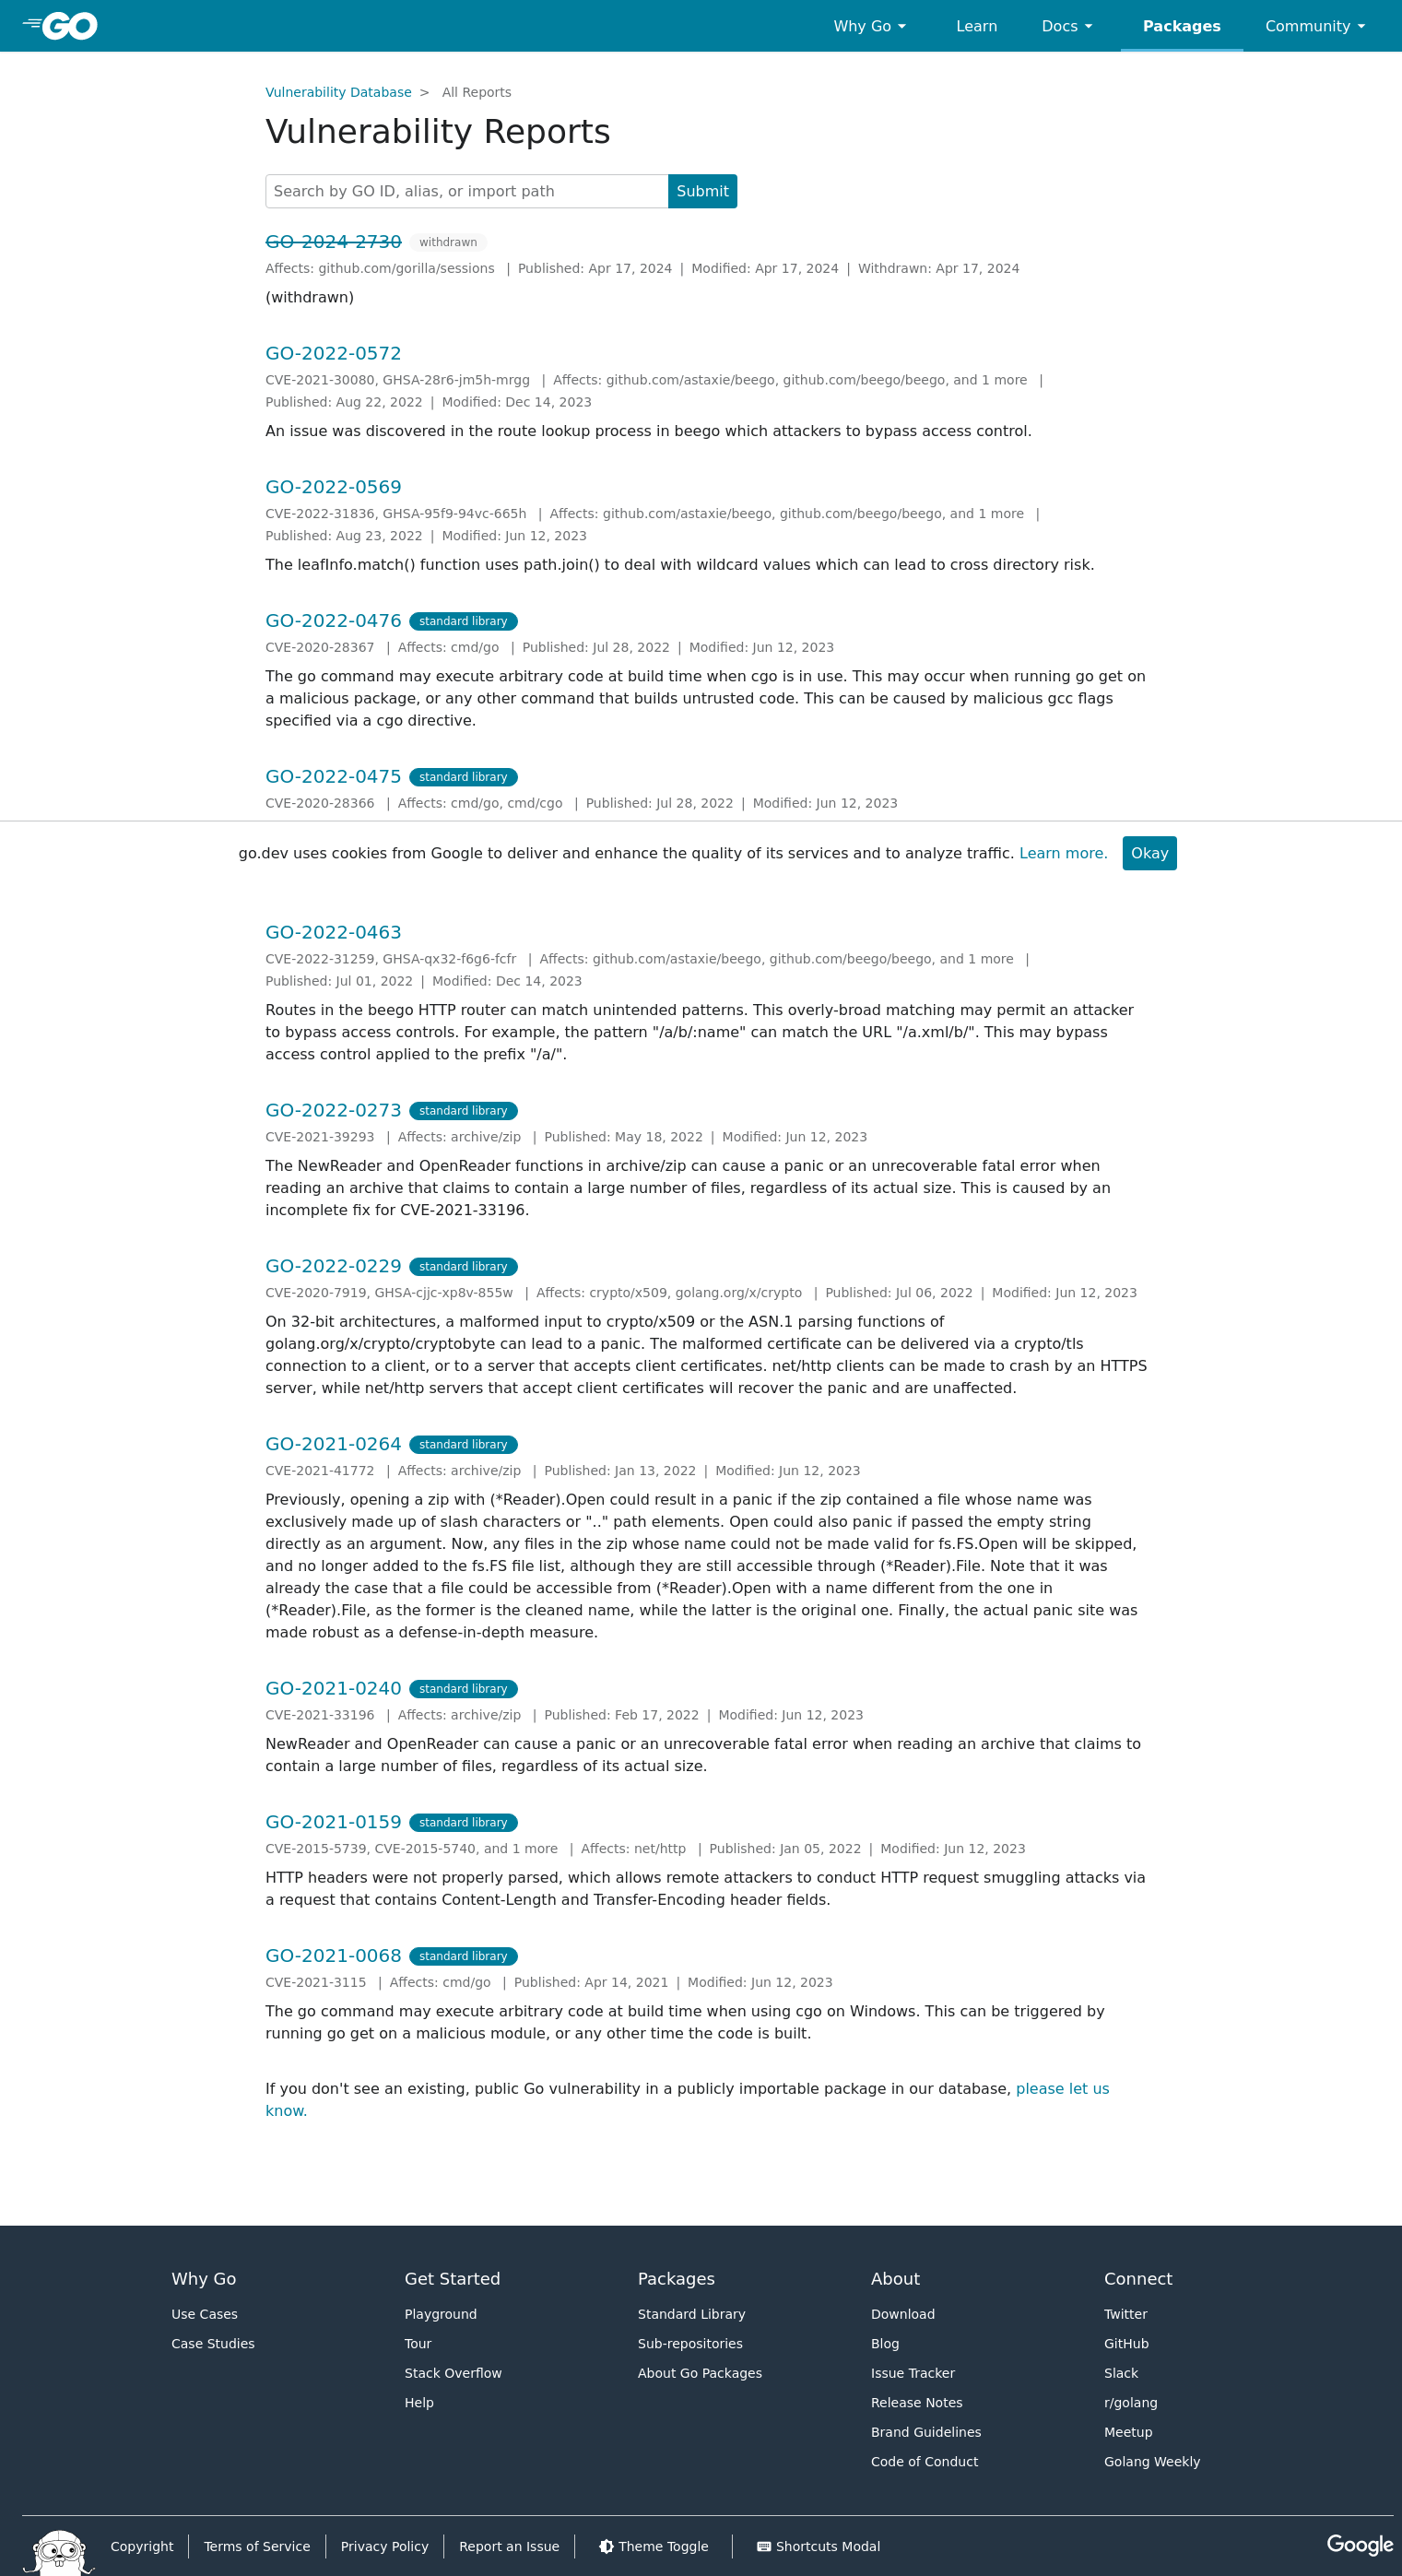 GO
Why Go
Learn
Docs
Packages
Community
Vulnerability Database > All Reports
Vulnerability Reports
Search by GO ID, alias, or import path
Submit
GO-2024-2730 withdrawn
Affects: github.com/gorilla/sessions | Published: Apr 17, 2024 | Modified: Apr 17, 2024 | Withdrawn: Apr 17, 2024
(withdrawn)
GO-2022-0572
CVE-2021-30080, GHSA-28r6-jm5h-mrgg | Affects: github.com/astaxie/beego, github.com/beego/beego, and 1 more |
Published: Aug 22, 2022 | Modified: Dec 14, 2023
An issue was discovered in the route lookup process in beego which attackers to bypass access control.
GO-2022-0569
CVE-2022-31836, GHSA-95f9-94vc-665h | Affects: github.com/astaxie/beego, github.com/beego/beego, and 1 more |
Published: Aug 23, 2022 | Modified: Jun 12, 2023
The leafInfo.match() function uses path.join() to deal with wildcard values which can lead to cross directory risk.
GO-2022-0476 standard library
CVE-2020-28367 | Affects: cmd/go | Published: Jul 28, 2022 | Modified: Jun 12, 2023
The go command may execute arbitrary code at build time when cgo is in use. This may occur when running go get on
a malicious package, or any other command that builds untrusted code. This can be caused by malicious gcc flags
specified via a cgo directive.
GO-2022-0475 standard library
CVE-2020-28366 | Affects: cmd/go, cmd/cgo | Published: Jul 28, 2022 | Modified: Jun 12, 2023
go.dev uses cookies from Google to deliver and enhance the quality of its services and to analyze traffic. Learn more. Okay
GO-2022-0463
CVE-2022-31259, GHSA-qx32-f6g6-fcfr | Affects: github.com/astaxie/beego, github.com/beego/beego, and 1 more |
Published: Jul 01, 2022 | Modified: Dec 14, 2023
Routes in the beego HTTP router can match unintended patterns. This overly-broad matching may permit an attacker
to bypass access controls. For example, the pattern "/a/b/:name" can match the URL "/a.xml/b/". This may bypass
access control applied to the prefix "/a/".
GO-2022-0273 standard library
CVE-2021-39293 | Affects: archive/zip | Published: May 18, 2022 | Modified: Jun 12, 2023
The NewReader and OpenReader functions in archive/zip can cause a panic or an unrecoverable fatal error when
reading an archive that claims to contain a large number of files, regardless of its actual size. This is caused by an
incomplete fix for CVE-2021-33196.
GO-2022-0229 standard library
CVE-2020-7919, GHSA-cjjc-xp8v-855w | Affects: crypto/x509, golang.org/x/crypto | Published: Jul 06, 2022 | Modified: Jun 12, 2023
On 32-bit architectures, a malformed input to crypto/x509 or the ASN.1 parsing functions of
golang.org/x/crypto/cryptobyte can lead to a panic. The malformed certificate can be delivered via a crypto/tls
connection to a client, or to a server that accepts client certificates. net/http clients can be made to crash by an HTTPS
server, while net/http servers that accept client certificates will recover the panic and are unaffected.
GO-2021-0264 standard library
CVE-2021-41772 | Affects: archive/zip | Published: Jan 13, 2022 | Modified: Jun 12, 2023
Previously, opening a zip with (*Reader).Open could result in a panic if the zip contained a file whose name was
exclusively made up of slash characters or ".." path elements. Open could also panic if passed the empty string
directly as an argument. Now, any files in the zip whose name could not be made valid for fs.FS.Open will be skipped,
and no longer added to the fs.FS file list, although they are still accessible through (*Reader).File. Note that it was
already the case that a file could be accessible from (*Reader).Open with a name different from the one in
(*Reader).File, as the former is the cleaned name, while the latter is the original one. Finally, the actual panic site was
made robust as a defense-in-depth measure.
GO-2021-0240 standard library
CVE-2021-33196 | Affects: archive/zip | Published: Feb 17, 2022 | Modified: Jun 12, 2023
NewReader and OpenReader can cause a panic or an unrecoverable fatal error when reading an archive that claims to
contain a large number of files, regardless of its actual size.
GO-2021-0159 standard library
CVE-2015-5739, CVE-2015-5740, and 1 more | Affects: net/http | Published: Jan 05, 2022 | Modified: Jun 12, 2023
HTTP headers were not properly parsed, which allows remote attackers to conduct HTTP request smuggling attacks via
a request that contains Content-Length and Transfer-Encoding header fields.
GO-2021-0068 standard library
CVE-2021-3115 | Affects: cmd/go | Published: Apr 14, 2021 | Modified: Jun 12, 2023
The go command may execute arbitrary code at build time when using cgo on Windows. This can be triggered by
running go get on a malicious module, or any other time the code is built.
If you don't see an existing, public Go vulnerability in a publicly importable package in our database, please let us
know.
Why Go
Use Cases
Case Studies
Get Started
Playground
Tour
Stack Overflow
Help
Packages
Standard Library
Sub-repositories
About Go Packages
About
Download
Blog
Issue Tracker
Release Notes
Brand Guidelines
Code of Conduct
Connect
Twitter
GitHub
Slack
r/golang
Meetup
Golang Weekly
Copyright
Terms of Service
Privacy Policy
Report an Issue
Theme Toggle
Shortcuts Modal
Google